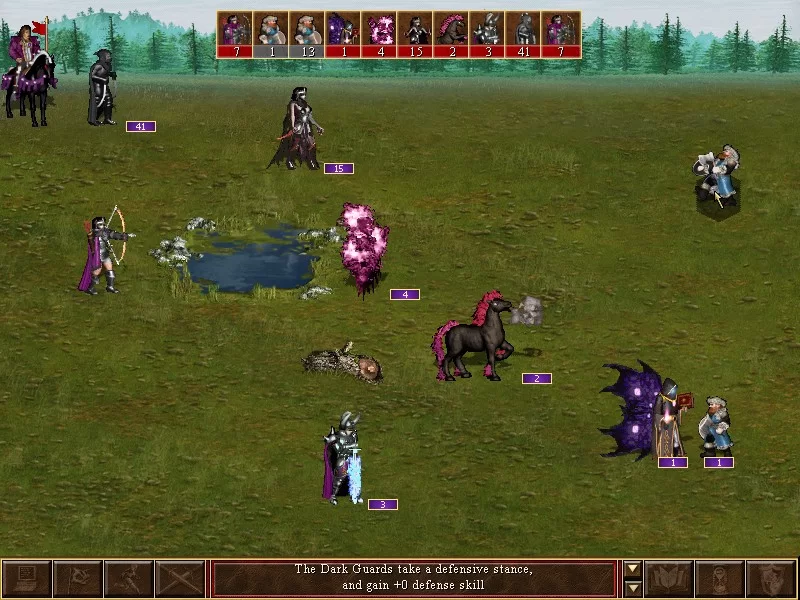 7 1 13 1 4 15 2 3 41 7
41
15
4
2
1 1
3
The Dark Guards take a defensive stance,
and gain +0 defense skill